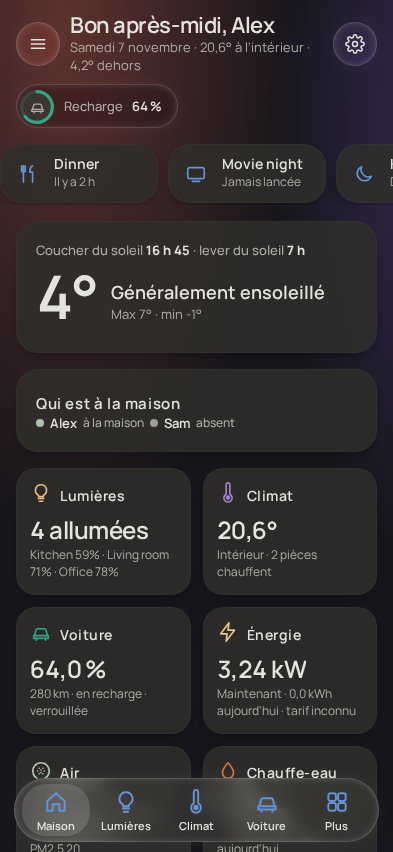 Bon après-midi, Alex
Samedi 7 novembre · 20,6° à l'intérieur ·
4,2° dehors
Recharge 64 %
Dinner
Il y a 2 h
Movie night
Jamais lancée
Coucher du soleil 16 h 45 · lever du soleil 7 h
4°
Généralement ensoleillé
Max 7° · min -1°
Qui est à la maison
Alex à la maison Sam absent
Lumières
4 allumées
Kitchen 59% · Living room
71% · Office 78%
Climat
20,6°
Intérieur · 2 pièces
chauffent
Voiture
64,0 %
280 km · en recharge ·
verrouillée
Énergie
3,24 kW
Maintenant · 0,0 kWh
aujourd'hui · tarif inconnu
Air
Chauffe-eau
Maison
Lumières
Climat
Voiture
Plus